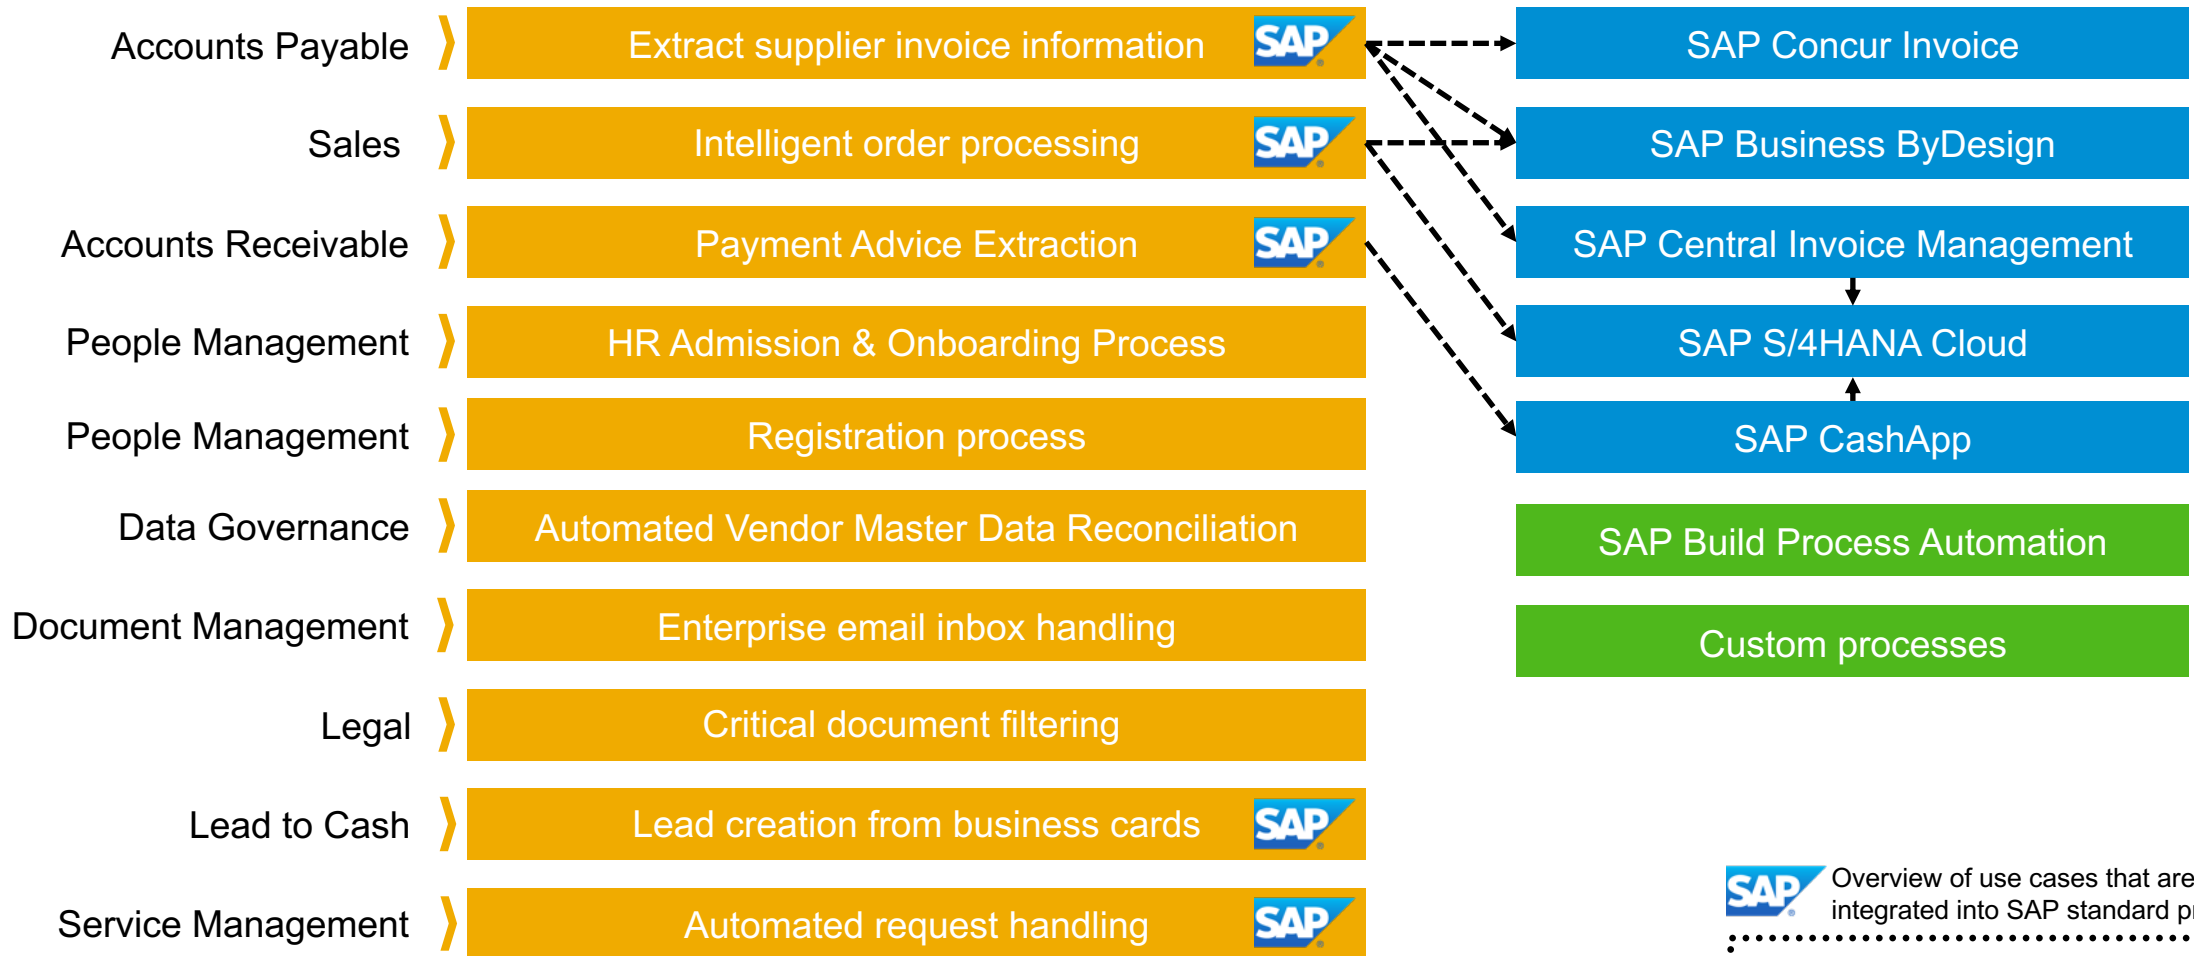 Accounts Payable
Extract supplier invoice information
SAP
SAP Concur Invoice
Sales
Intelligent order processing
SAP
SAP Business ByDesign
Accounts Receivable
Payment Advice Extraction
SAP
SAP Central Invoice Management
People Management
HR Admission & Onboarding Process
SAP S/4HANA Cloud
People Management
Registration process
SAP CashApp
Data Governance
Automated Vendor Master Data Reconciliation
SAP Build Process Automation
Document Management
Enterprise email inbox handling
Custom processes
Legal
Critical document filtering
Lead to Cash
Lead creation from business cards
SAP
Service Management
Automated request handling
SAP
SAP
Overview of use cases that are
integrated into SAP standard